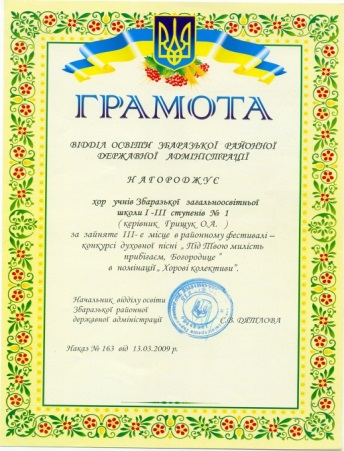 ГРАМОТА
ВІДДІЛ ОСВІТИ ЗБАРАЗЬКОЇ РАЙОННОЇ
ДЕРЖАВНОЇ АДМІНІСТРАЦІЇ
НАГОРОДЖУЄ
хор учнів Збаразької загальноосвітньої
школи І -ІІІ ступенів № 1
( керівник Грищук О.А. )
за зайняте ІІІ- є місце в районному фестивалі –
конкурсі духовної пісні „ Під Твою милість
прибігаєм, Богородице "
в номінації „ Хорові колективи".
Начальник відділу освіти
Збаразької районної
державної адміністрації С.В. ДЯТЛОВА
Наказ № 163 від 13.03.2009 р.